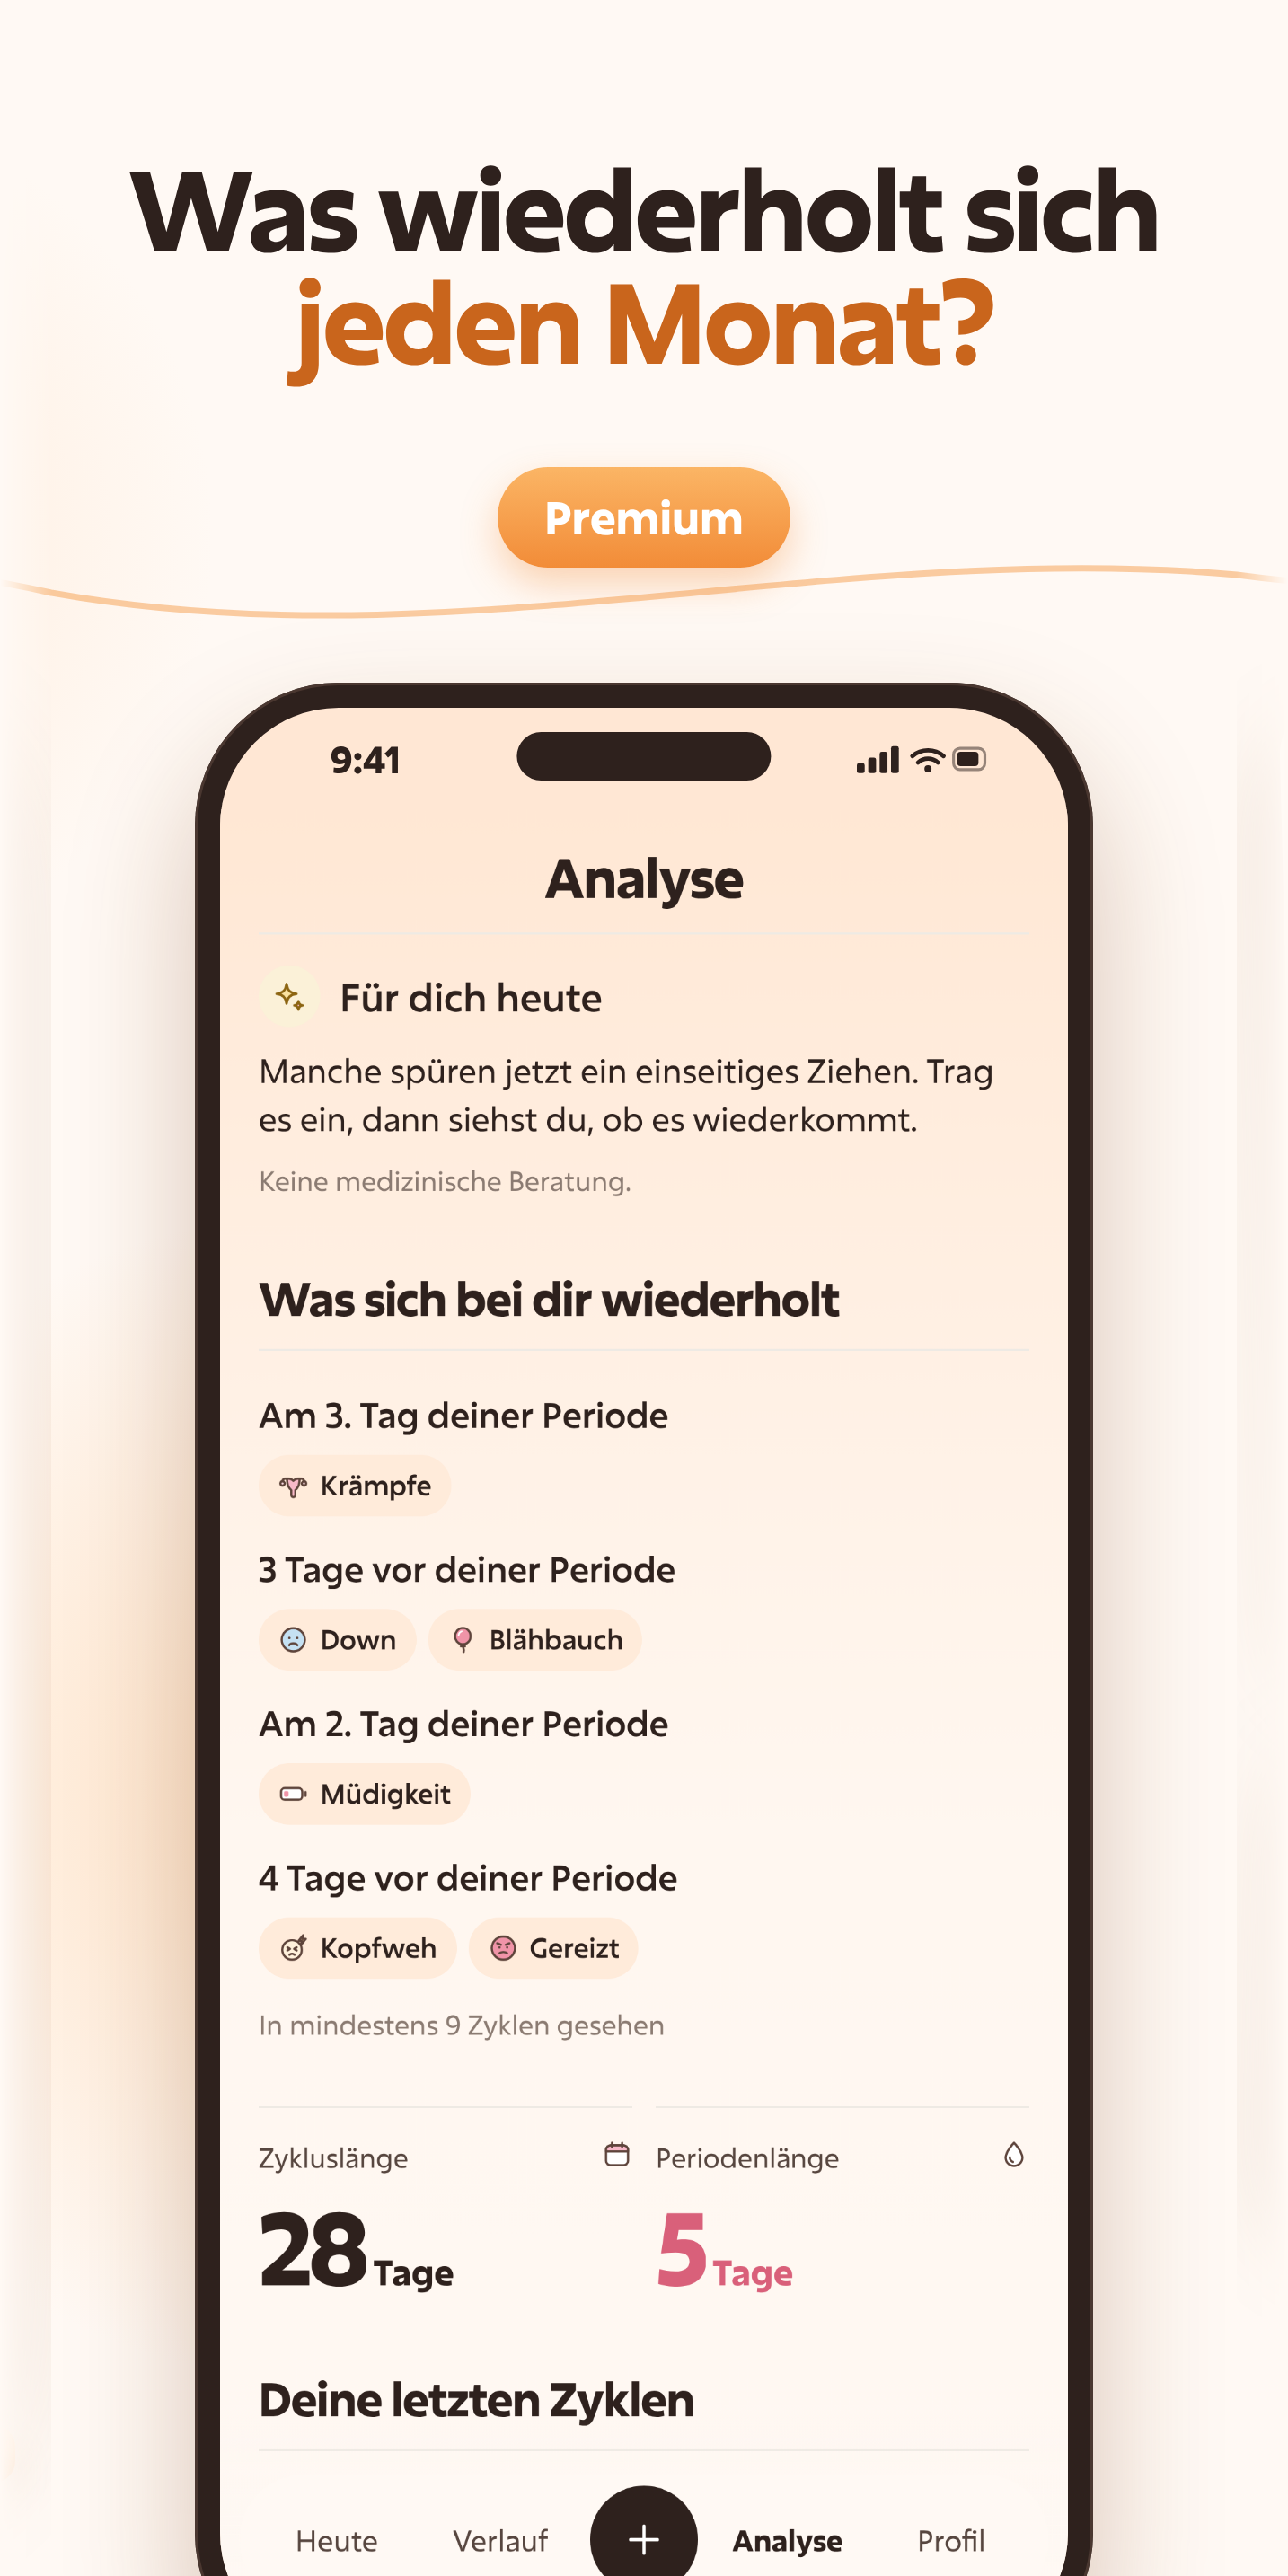 Was wiederholt sich
jeden Monat?
Premium
9:41
Analyse
Für dich heute
Manche spüren jetzt ein einseitiges Ziehen. Trag
es ein, dann siehst du, ob es wiederkommt.
Keine medizinische Beratung.
Was sich bei dir wiederholt
Am 3. Tag deiner Periode
Krämpfe
3 Tage vor deiner Periode
Down Blähbauch
Am 2. Tag deiner Periode
Müdigkeit
4 Tage vor deiner Periode
Kopfweh Gereizt
In mindestens 9 Zyklen gesehen
Zykluslänge Periodenlänge
28 Tage 5 Tage
Deine letzten Zyklen
Heute Verlauf + Analyse Profil